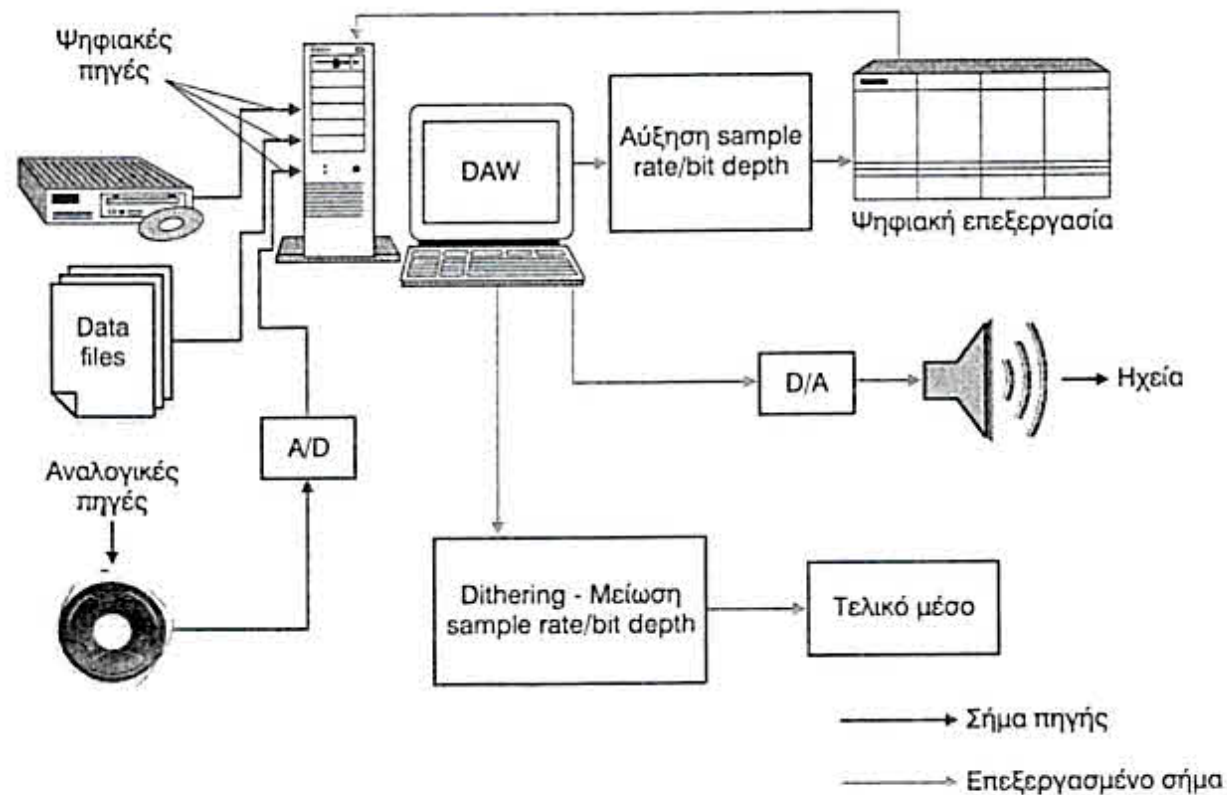 Ψηφιακές
πηγές
DAW
Αύξηση sample
rate/bit depth
Ψηφιακή επεξεργασία
Data
files
D/A
Ηχεία
A/D
Αναλογικές
πηγές
Dithering - Μείωση
sample rate/bit depth
Τελικό μέσο
Σήμα πηγής
Επεξεργασμένο σήμα